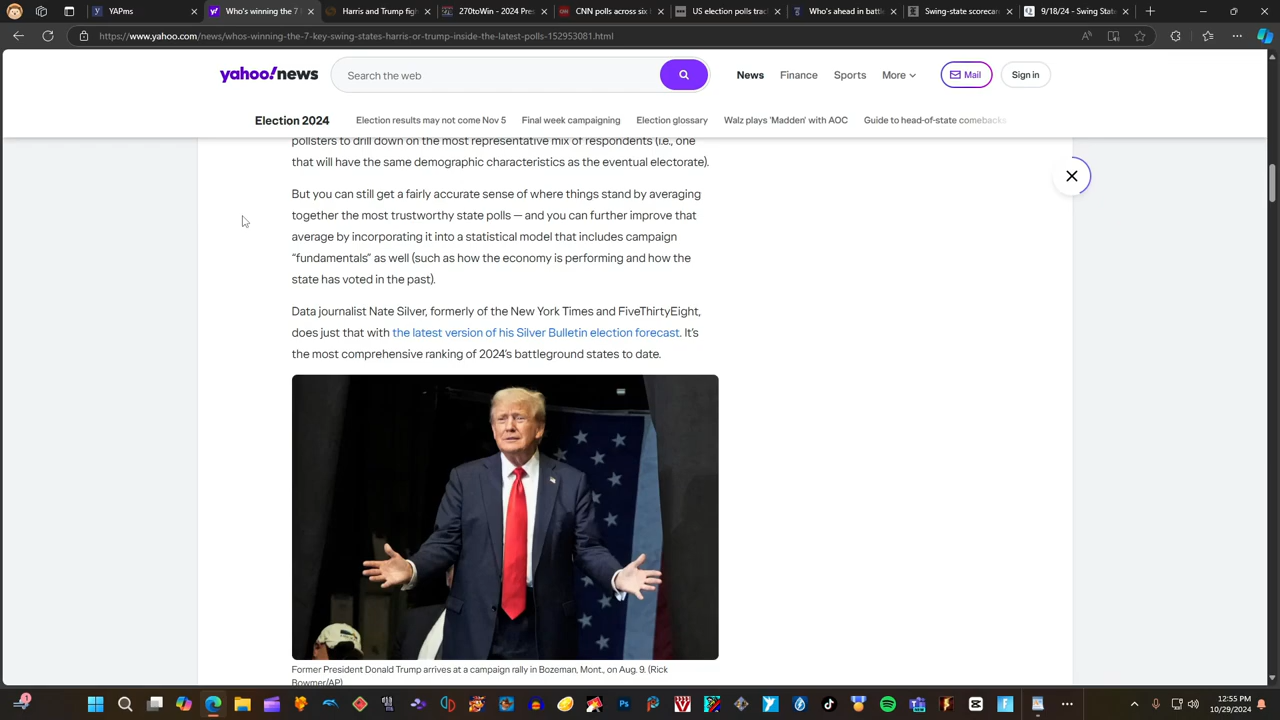 YAPms
Who's winning the 7
Harris or Trump fig
270toWin - 2024 Pres
CNN polls across six
US election polls trac
Who's ahead in battle
Swing-state scorecar
9/18/24 - Swing State
https://www.yahoo.com/news/whos-winning-the-7-key-swing-states-harris-or-trump-inside-the-latest-polls-152953081.html
yahoo!news
Search the web
News
Finance
Sports
More
Mail
Sign in
Election 2024
Election results may not come Nov 5
Final week campaigning
Election glossary
Walz plays 'Madden' with AOC
Guide to head-of-state comebacks
pollsters to drill down on the most representative mix of respondents (i.e., one
that will have the same demographic characteristics as the eventual electorate).
But you can still get a fairly accurate sense of where things stand by averaging
together the most trustworthy state polls — and you can further improve that
average by incorporating it into a statistical model that includes campaign
“fundamentals” as well (such as how the economy is performing and how the
state has voted in the past).
Data journalist Nate Silver, formerly of the New York Times and FiveThirtyEight,
does just that with the latest version of his Silver Bulletin election forecast. It’s
the most comprehensive ranking of 2024’s battleground states to date.
Former President Donald Trump arrives at a campaign rally in Bozeman, Mont., on Aug. 9. (Rick
Bowmer/AP)
12:55 PM
10/29/2024